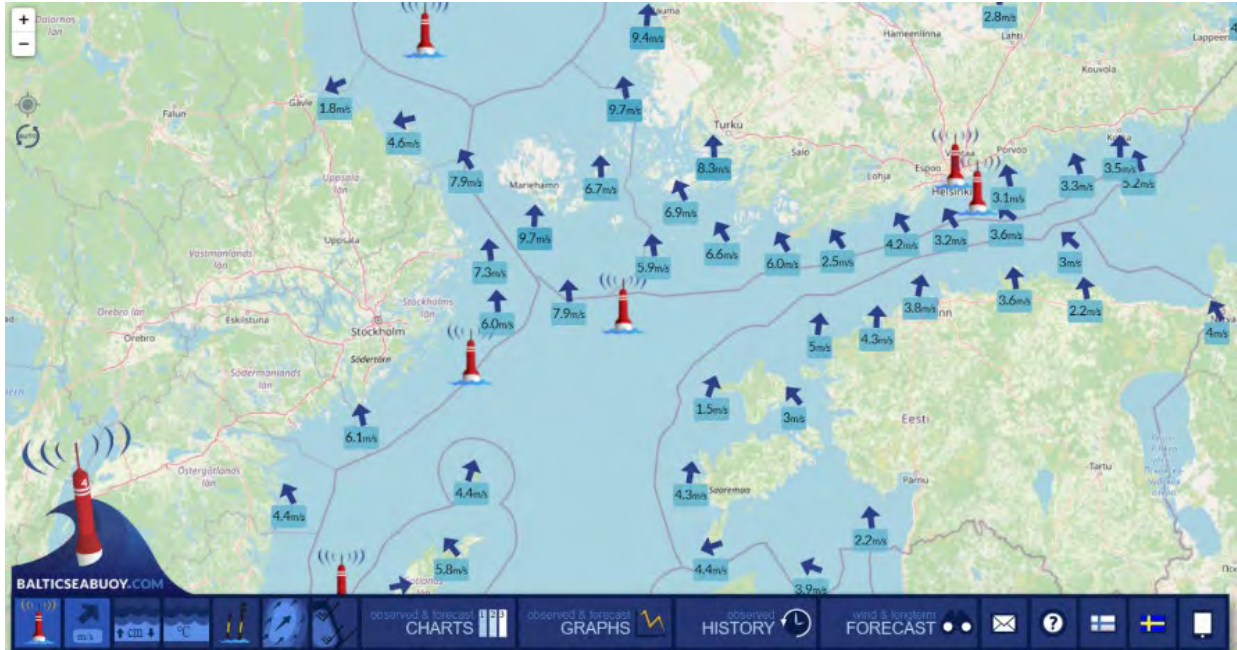 +
−
Dalarnas
län
Rauma
9.4m/s
2.8m/s
Hämeenlinna
Lahti
Kouvola
Gävle
1.8m/s
Falun
4.6m/s
9.7m/s
Turku
Salo
Espoo
Porvoo
Lohja
Helsinki
8.3m/s
3.5m/s
3.3m/s
5.2m/s
3.1m/s
Uppsala
län
7.9m/s
Mariehamn
6.7m/s
6.9m/s
9.7m/s
6.6m/s
6.0m/s
2.5m/s
4.2m/s
3.2m/s
3.6m/s
3m/s
Uppsala
Västmanlands
län
7.3m/s
5.9m/s
Örebro län
Örebro
Eskilstuna
Stockholms
län
Stockholm
Södertörn
6.0m/s
7.9m/s
3.8m/s
3.6m/s
2.2m/s
4m/s
5m/s
4.3m/s
Södermanlands
län
6.1m/s
1.5m/s
3m/s
Eesti
Tartu
Pärnu
Östergötlands
län
4.4m/s
4.4m/s
4.3m/s
Saaremaa
5.8m/s
4.4m/s
2.2m/s
3.9m/s
4
BALTICSEABUOY.COM
m/s
cm
°C
observed & forecast
CHARTS
1 2 3
observed & forecast
GRAPHS
observed
HISTORY
wind & longterm
FORECAST
?